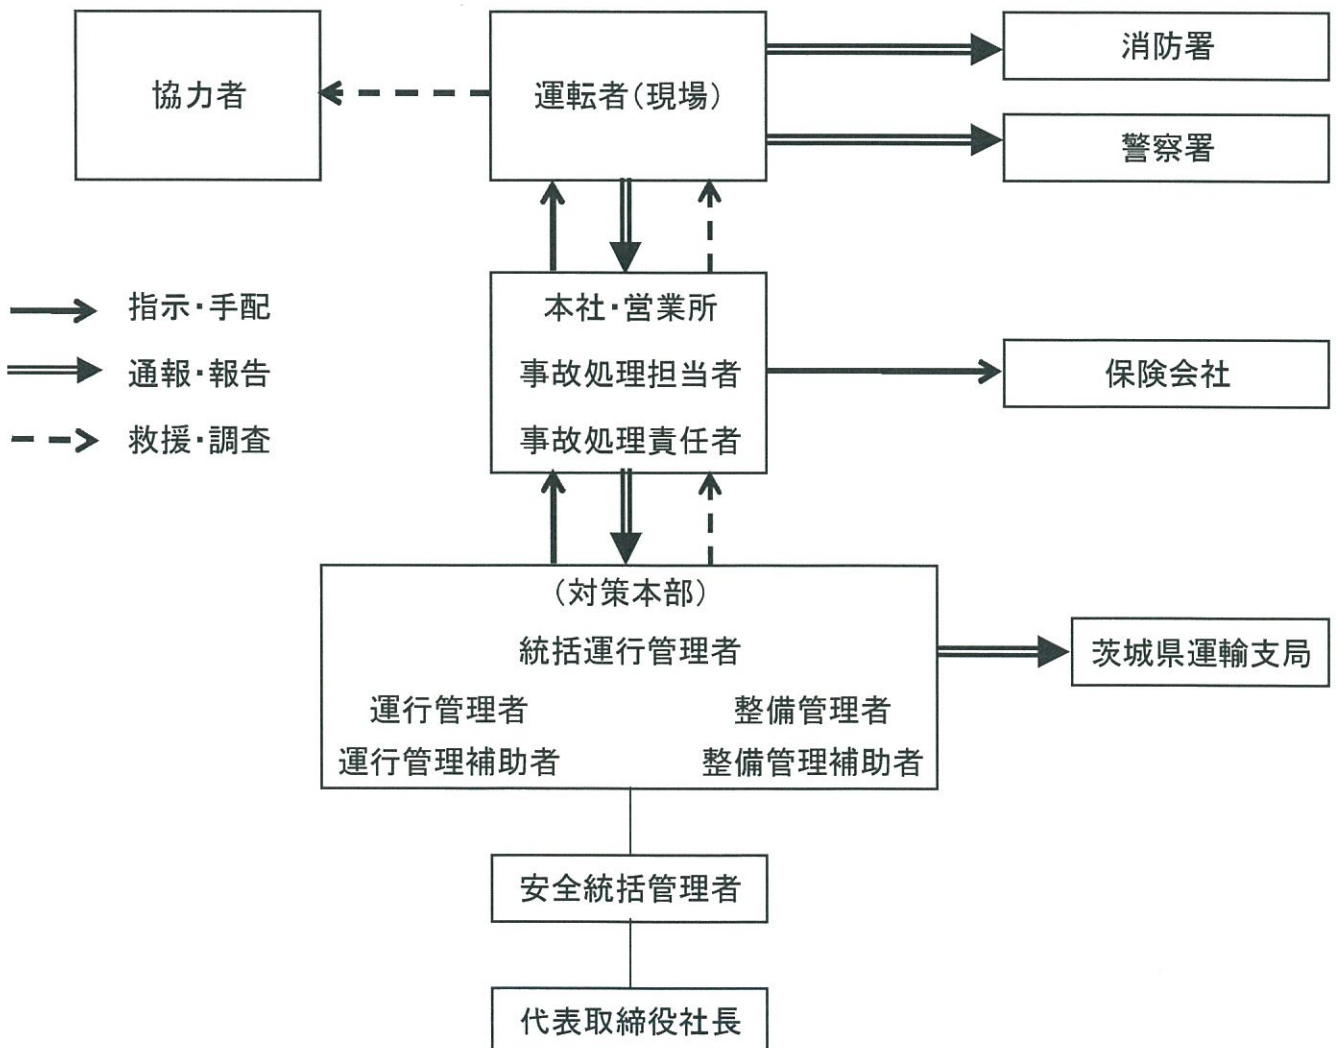 協力者
運転者(現場)
消防署
警察署
指示・手配
通報・報告
救援・調査
本社・営業所
事故処理担当者
事故処理責任者
保険会社
(対策本部)
統括運行管理者
運行管理者
整備管理者
運行管理補助者
整備管理補助者
茨城県運輸支局
安全統括管理者
代表取締役社長